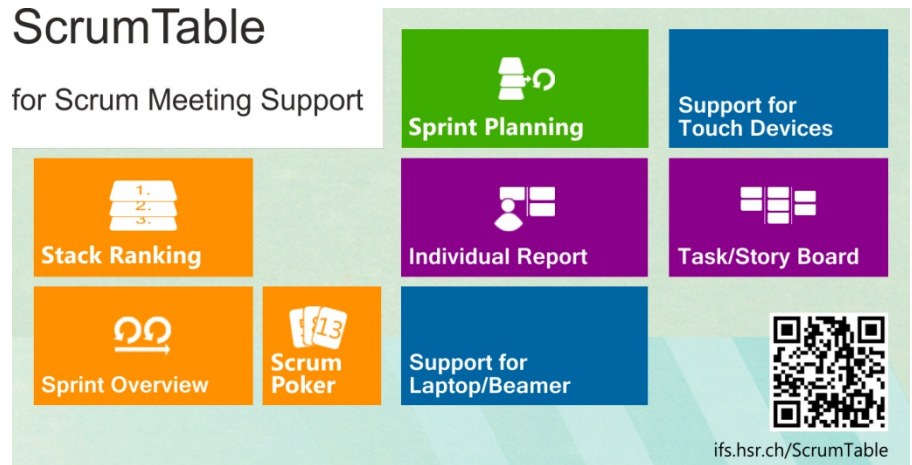 ScrumTable
for Scrum Meeting Support
Sprint Planning
Support for
Touch Devices
1.
2.
3.
Stack Ranking
Individual Report
Task/Story Board
Sprint Overview
13
Scrum
Poker
Support for
Laptop/Beamer
ifs.hsr.ch/ScrumTable